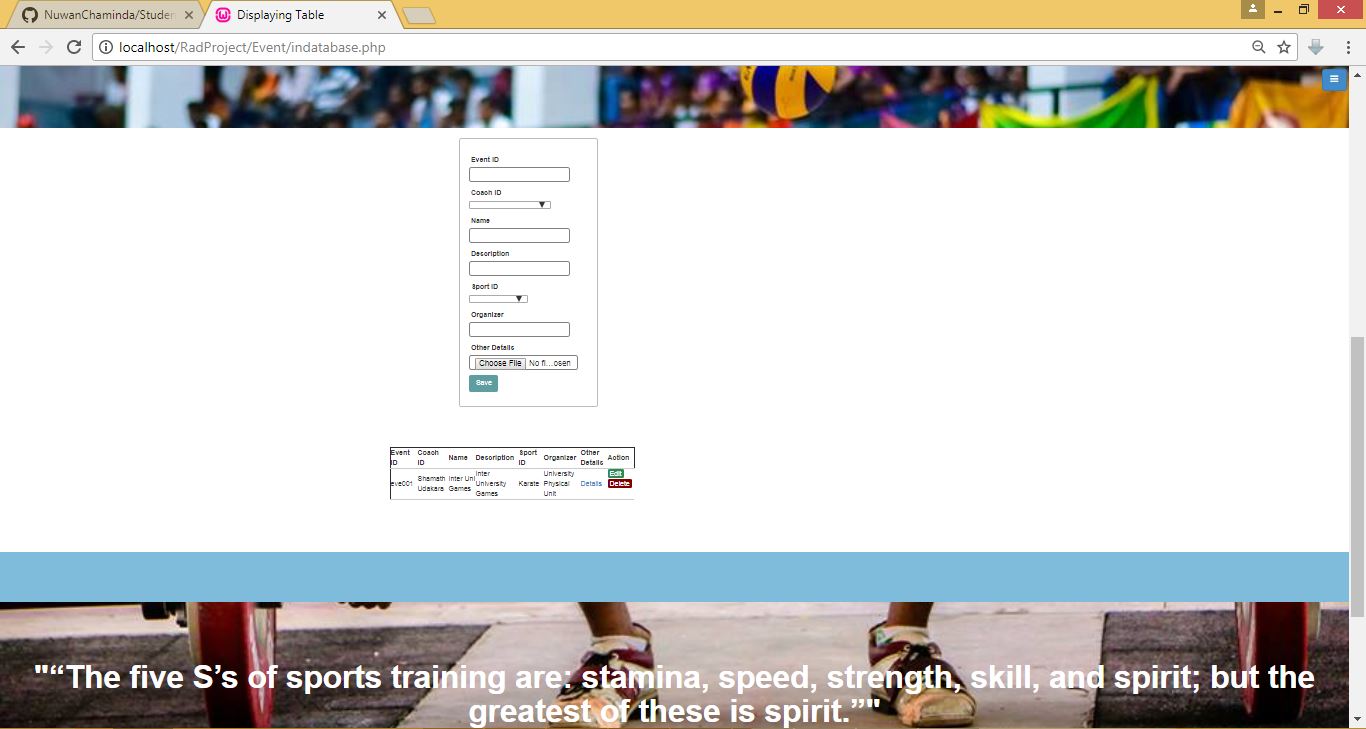 NuwanChaminda/Studen
Displaying Table
localhost/RadProject/Event/indatabase.php
Event ID
Coach ID
Name
Description
Sport ID
Organizer
Other Details
Choose File No fi...osen
Save
Event ID Coach ID Name Description Sport ID Organizer Other Details Action
eve001 Shamath Udakara Inter Uni Games Inter University Games Karate University Physical Unit Details Edit Delete
"“The five S’s of sports training are: stamina, speed, strength, skill, and spirit; but the
greatest of these is spirit.”"